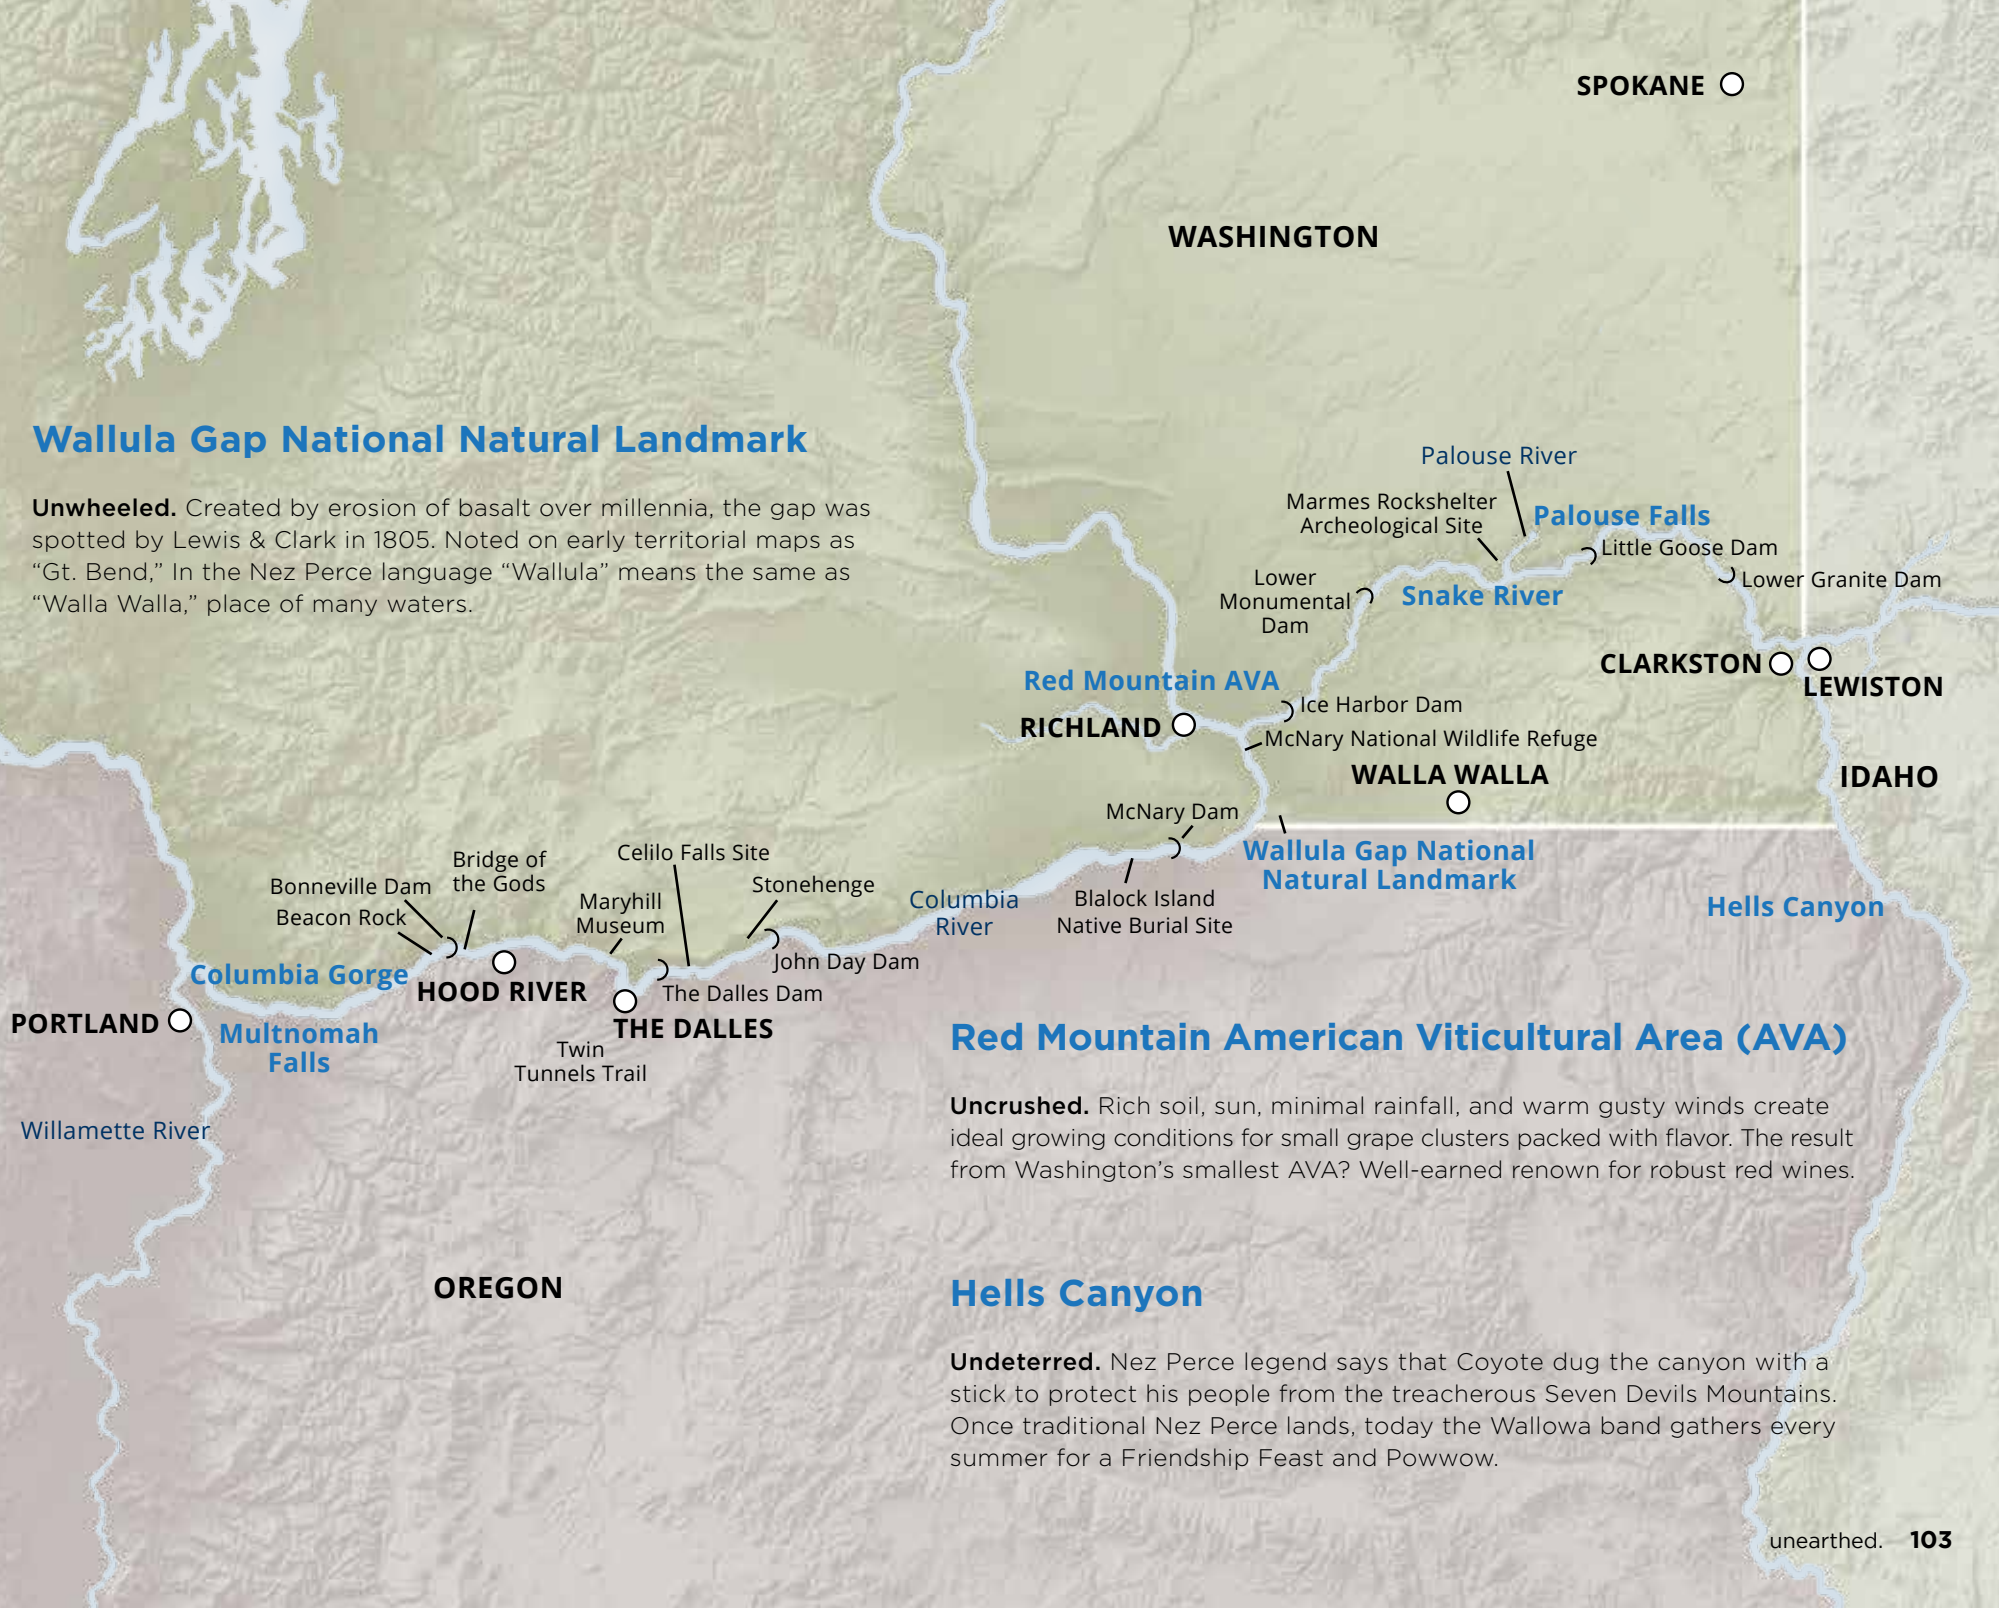 SPOKANE
WASHINGTON
Wallula Gap National Natural Landmark
Unwheeled. Created by erosion of basalt over millennia, the gap was
spotted by Lewis & Clark in 1805. Noted on early territorial maps as
“Gt. Bend,” In the Nez Perce language “Wallula” means the same as
“Walla Walla,” place of many waters.
Palouse River
Marmes Rockshelter
Archeological Site
Palouse Falls
Little Goose Dam
Lower Granite Dam
Lower
Monumental
Dam
Snake River
CLARKSTON
LEWISTON
Red Mountain AVA
RICHLAND
Ice Harbor Dam
McNary National Wildlife Refuge
WALLA WALLA
IDAHO
McNary Dam
Wallula Gap National
Natural Landmark
Blalock Island
Native Burial Site
Columbia
River
Hells Canyon
Bridge of
the Gods
Bonneville Dam
Beacon Rock
Celilo Falls Site
Maryhill
Museum
Stonehenge
John Day Dam
The Dalles Dam
Columbia Gorge
HOOD RIVER
THE DALLES
PORTLAND
Multnomah
Falls
Twin
Tunnels Trail
Willamette River
OREGON
Red Mountain American Viticultural Area (AVA)
Uncrushed. Rich soil, sun, minimal rainfall, and warm gusty winds create
ideal growing conditions for small grape clusters packed with flavor. The result
from Washington’s smallest AVA? Well-earned renown for robust red wines.
Hells Canyon
Undeterred. Nez Perce legend says that Coyote dug the canyon with a
stick to protect his people from the treacherous Seven Devils Mountains.
Once traditional Nez Perce lands, today the Wallowa band gathers every
summer for a Friendship Feast and Powwow.
unearthed. 103